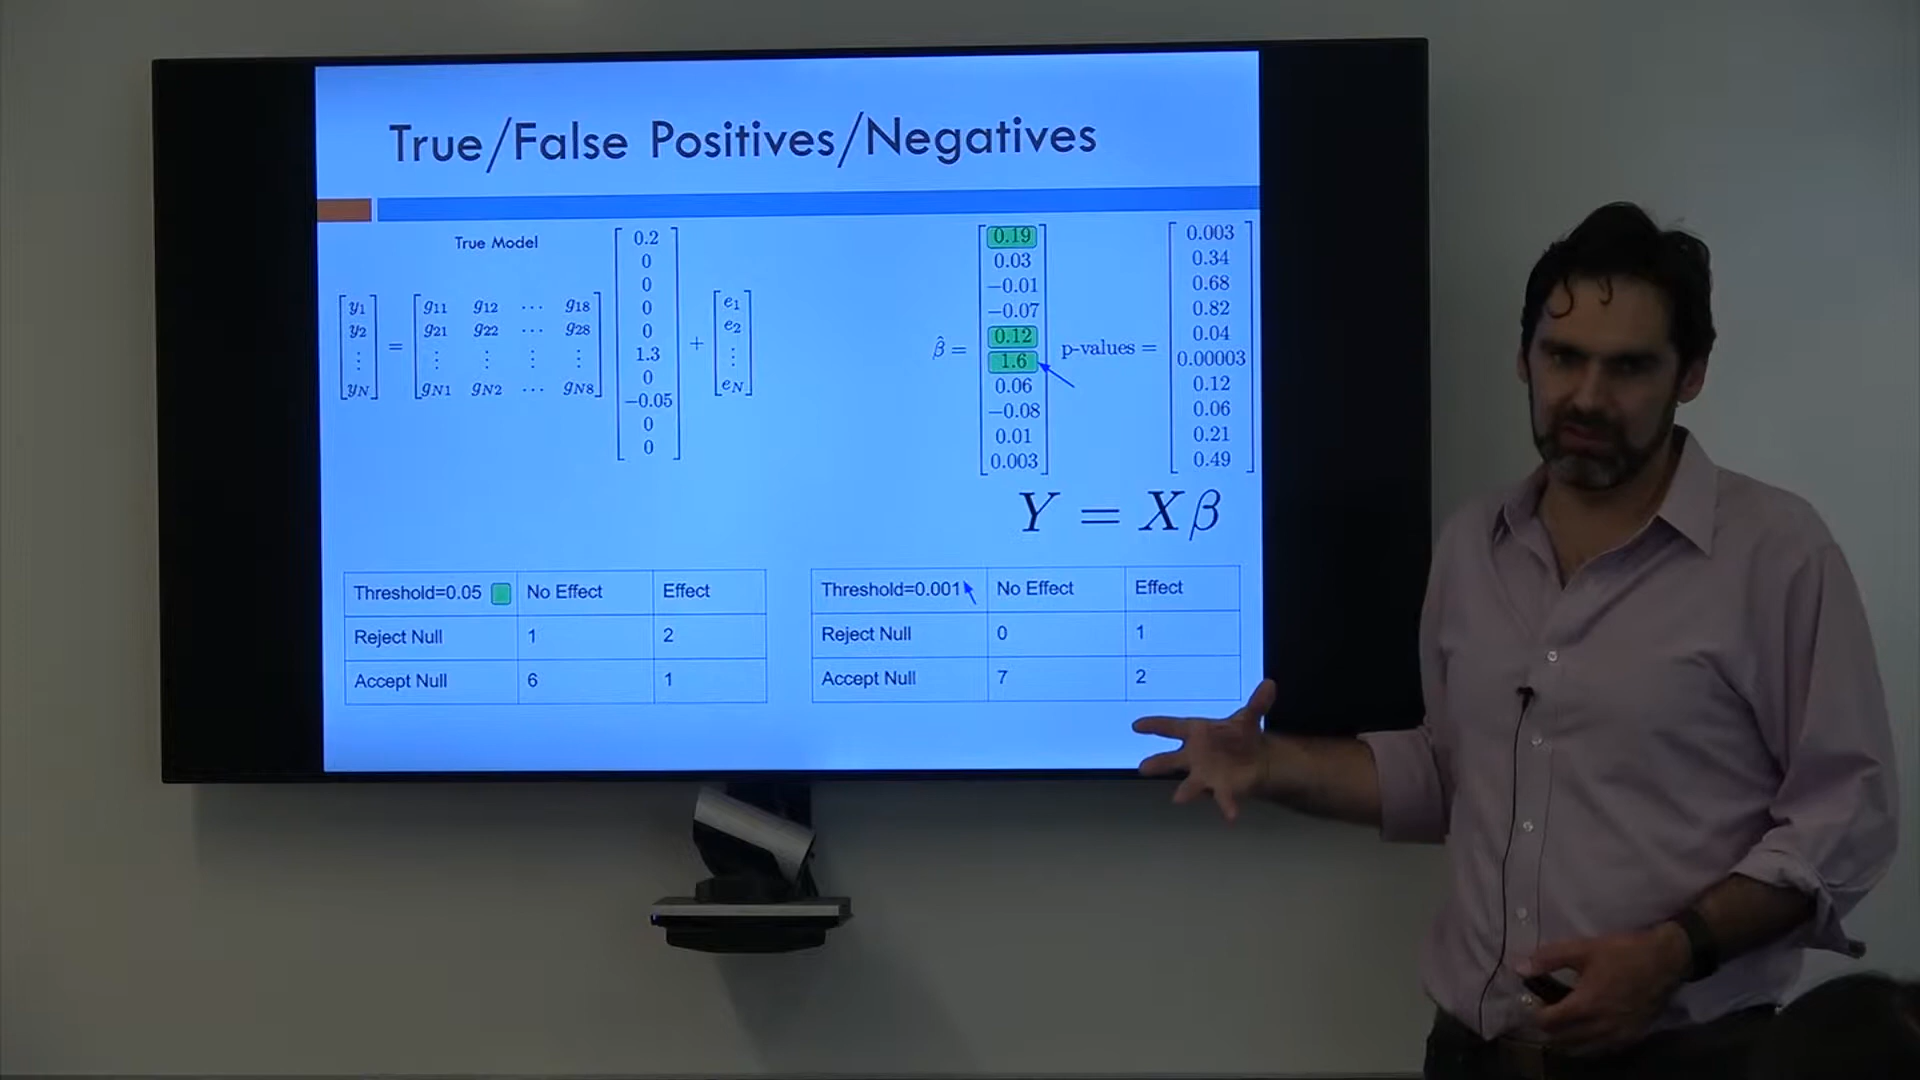 True/False Positives/Negatives
True Model
y1
y2
⋮
yN
=
g11 g12 ⋯ g18
g21 g22 ⋯ g28
⋮ ⋮ ⋮ ⋮
gN1 gN2 ⋯ gN8
0.2
0
0
0
0
1.3
0
−0.05
0
0
+
e1
e2
⋮
eN
β̂ =
0.19
0.03
−0.01
−0.07
0.12
1.6
0.06
−0.08
0.01
0.003
p-values =
0.003
0.34
0.68
0.82
0.04
0.00003
0.12
0.06
0.21
0.49
Y = Xβ
Threshold=0.05 No Effect Effect
Reject Null 1 2
Accept Null 6 1
Threshold=0.001 No Effect Effect
Reject Null 0 1
Accept Null 7 2